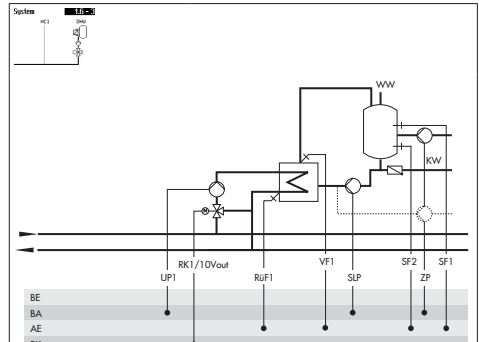 System 1.6 - 3
HC1 DHW
WW
KW
RK1/10Vout
UP1 RüF1 VF1 SLP SF2 ZP SF1
BE
BA
AE